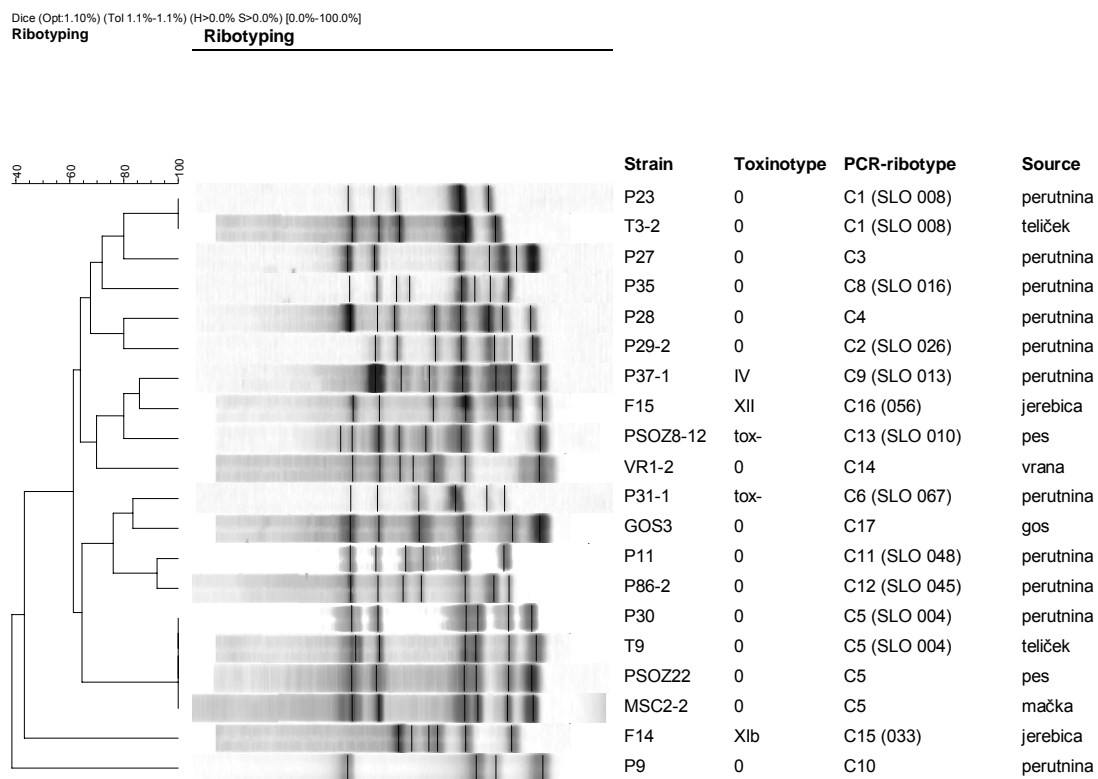 Dice (Opt:1.10%) (Tol 1.1%-1.1%) (H>0.0% S>0.0%) [0.0%-100.0%]
Ribotyping Ribotyping
40 60 80 100
Strain Toxinotype PCR-ribotype Source
P23 0 C1 (SLO 008) perutnina
T3-2 0 C1 (SLO 008) teliček
P27 0 C3 perutnina
P35 0 C8 (SLO 016) perutnina
P28 0 C4 perutnina
P29-2 0 C2 (SLO 026) perutnina
P37-1 IV C9 (SLO 013) perutnina
F15 XII C16 (056) jerebica
PSOZ8-12 tox- C13 (SLO 010) pes
VR1-2 0 C14 vrana
P31-1 tox- C6 (SLO 067) perutnina
GOS3 0 C17 gos
P11 0 C11 (SLO 048) perutnina
P86-2 0 C12 (SLO 045) perutnina
P30 0 C5 (SLO 004) perutnina
T9 0 C5 (SLO 004) teliček
PSOZ22 0 C5 pes
MSC2-2 0 C5 mačka
F14 XIb C15 (033) jerebica
P9 0 C10 perutnina